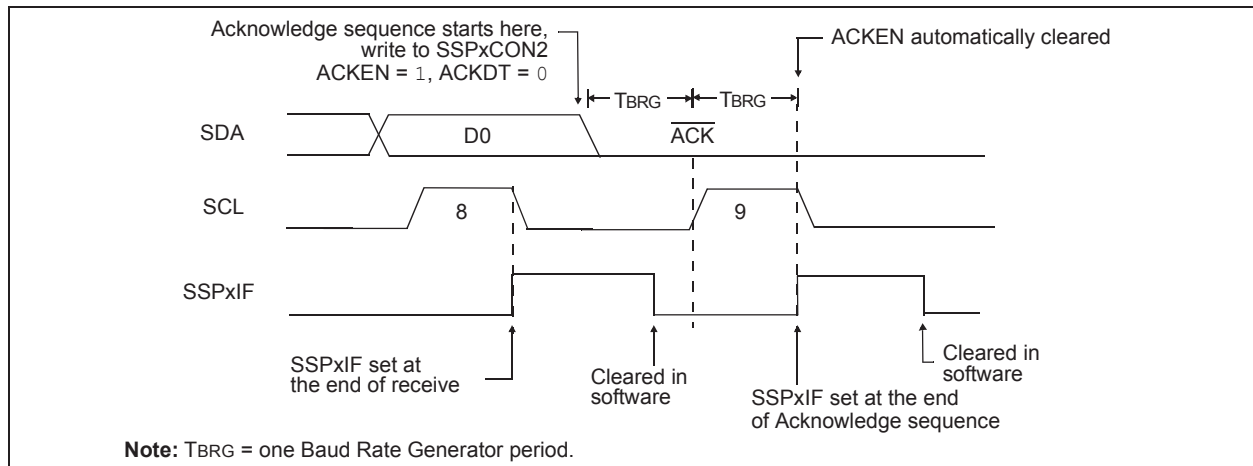 Acknowledge sequence starts here,
write to SSPxCON2
ACKEN = 1, ACKDT = 0
ACKEN automatically cleared
TBRG
TBRG
SDA
D0
ACK
SCL
8
9
SSPxIF
SSPxIF set at
the end of receive
Cleared in
software
SSPxIF set at the end
of Acknowledge sequence
Cleared in
software
Note: TBRG = one Baud Rate Generator period.